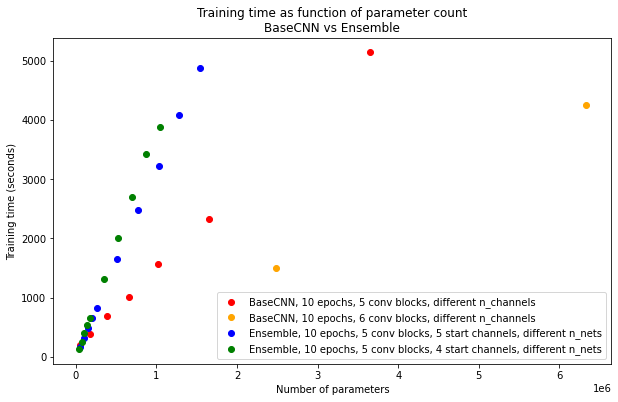 Training time as function of parameter count
BaseCNN vs Ensemble
5000
4000
3000
2000
1000
0
Training time (seconds)
BaseCNN, 10 epochs, 5 conv blocks, different n_channels
BaseCNN, 10 epochs, 6 conv blocks, different n_channels
Ensemble, 10 epochs, 5 conv blocks, 5 start channels, different n_nets
Ensemble, 10 epochs, 5 conv blocks, 4 start channels, different n_nets
0 1 2 3 4 5 6
1e6
Number of parameters